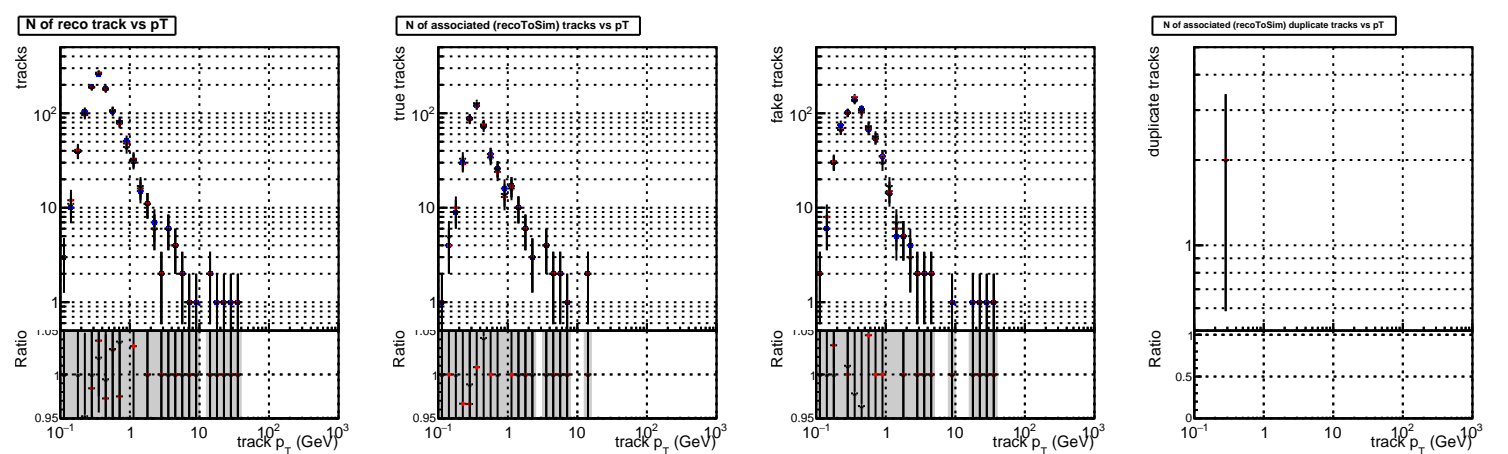 N of reco track vs pT
tracks
10²
10
1
Ratio
1.05
1
0.95
10⁻¹ 1 10 10² 10³
track p_T (GeV)
N of associated (recoToSim) tracks vs pT
true tracks
10²
10
1
Ratio
1.05
1
0.95
10⁻¹ 1 10 10² 10³
track p_T (GeV)
fake tracks
10²
10
1
Ratio
1.05
1
0.95
10⁻¹ 1 10 10² 10³
track p_T (GeV)
N of associated (recoToSim) duplicate tracks vs pT
duplicate tracks
1
Ratio
1
0.5
0
10⁻¹ 1 10 10² 10³
track p_T (GeV)